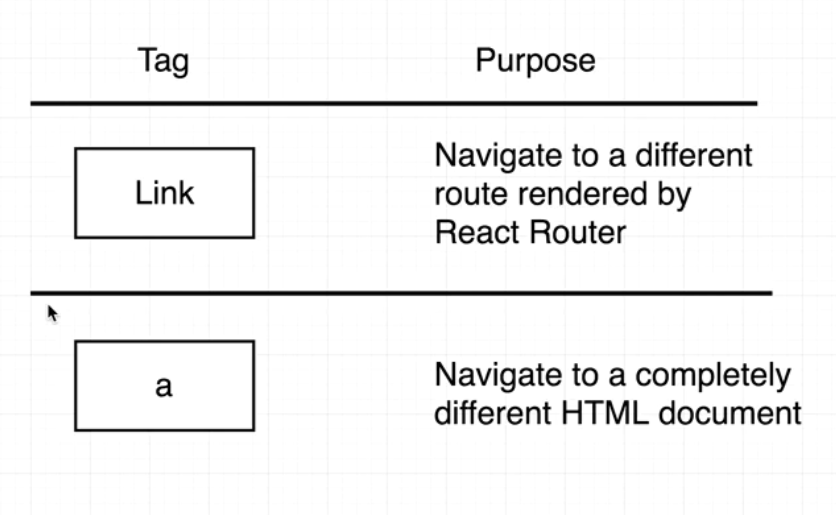 Tag Purpose
Link
Navigate to a different
route rendered by
React Router
a
Navigate to a completely
different HTML document